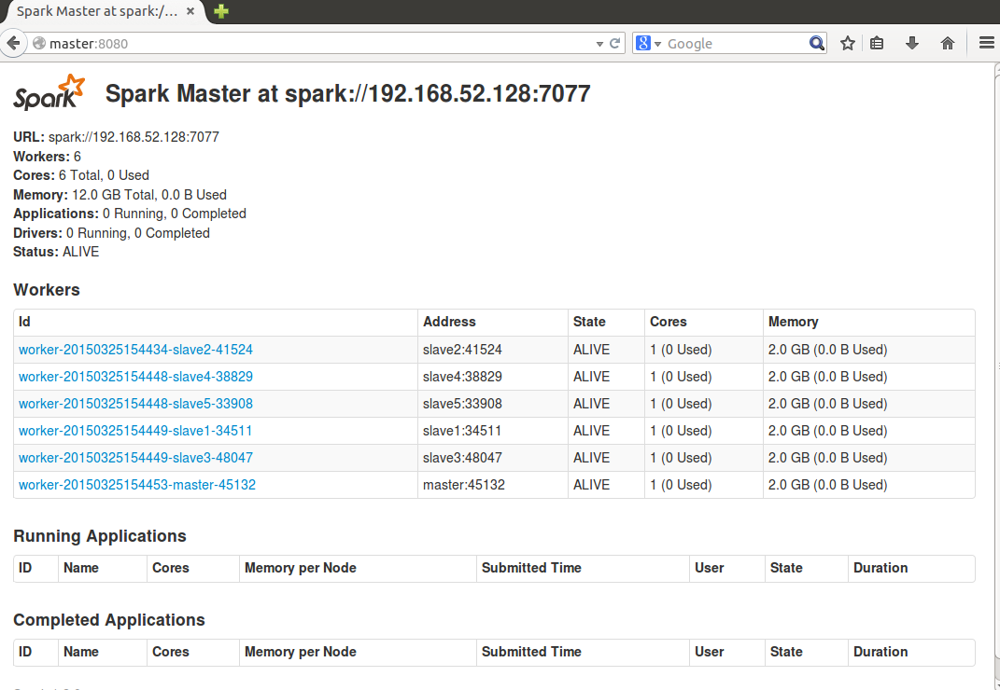 Spark Master at spark:/...
master:8080
Google
Spark
Spark Master at spark://192.168.52.128:7077
URL: spark://192.168.52.128:7077
Workers: 6
Cores: 6 Total, 0 Used
Memory: 12.0 GB Total, 0.0 B Used
Applications: 0 Running, 0 Completed
Drivers: 0 Running, 0 Completed
Status: ALIVE
Workers
Id Address State Cores Memory
worker-20150325154434-slave2-41524 slave2:41524 ALIVE 1 (0 Used) 2.0 GB (0.0 B Used)
worker-20150325154448-slave4-38829 slave4:38829 ALIVE 1 (0 Used) 2.0 GB (0.0 B Used)
worker-20150325154448-slave5-33908 slave5:33908 ALIVE 1 (0 Used) 2.0 GB (0.0 B Used)
worker-20150325154449-slave1-34511 slave1:34511 ALIVE 1 (0 Used) 2.0 GB (0.0 B Used)
worker-20150325154449-slave3-48047 slave3:48047 ALIVE 1 (0 Used) 2.0 GB (0.0 B Used)
worker-20150325154453-master-45132 master:45132 ALIVE 1 (0 Used) 2.0 GB (0.0 B Used)
Running Applications
ID Name Cores Memory per Node Submitted Time User State Duration
Completed Applications
ID Name Cores Memory per Node Submitted Time User State Duration